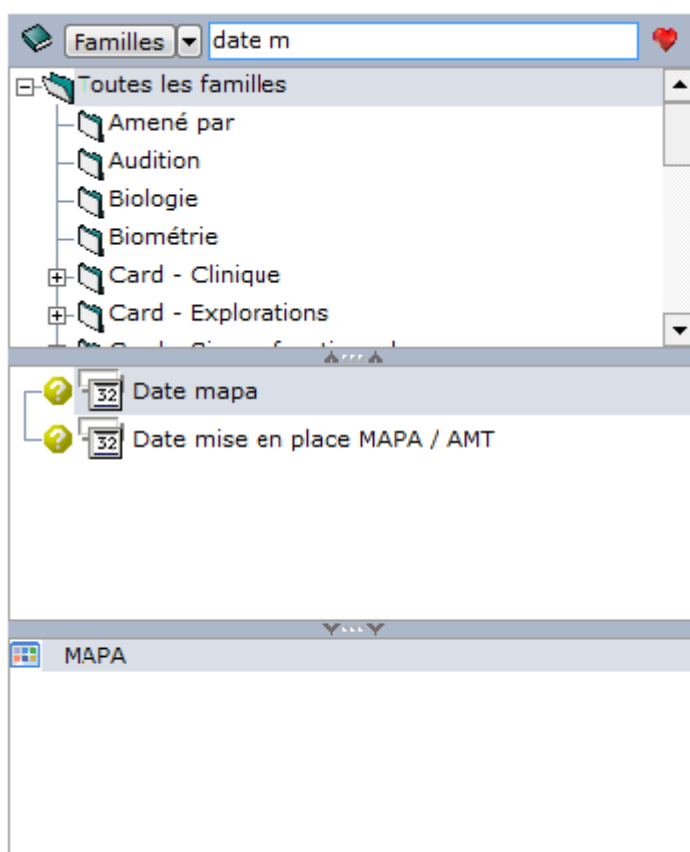 Familles date m
Toutes les familles
Amené par
Audition
Biologie
Biométrie
Card - Clinique
Card - Explorations
32 Date mapa
32 Date mise en place MAPA / AMT
MAPA